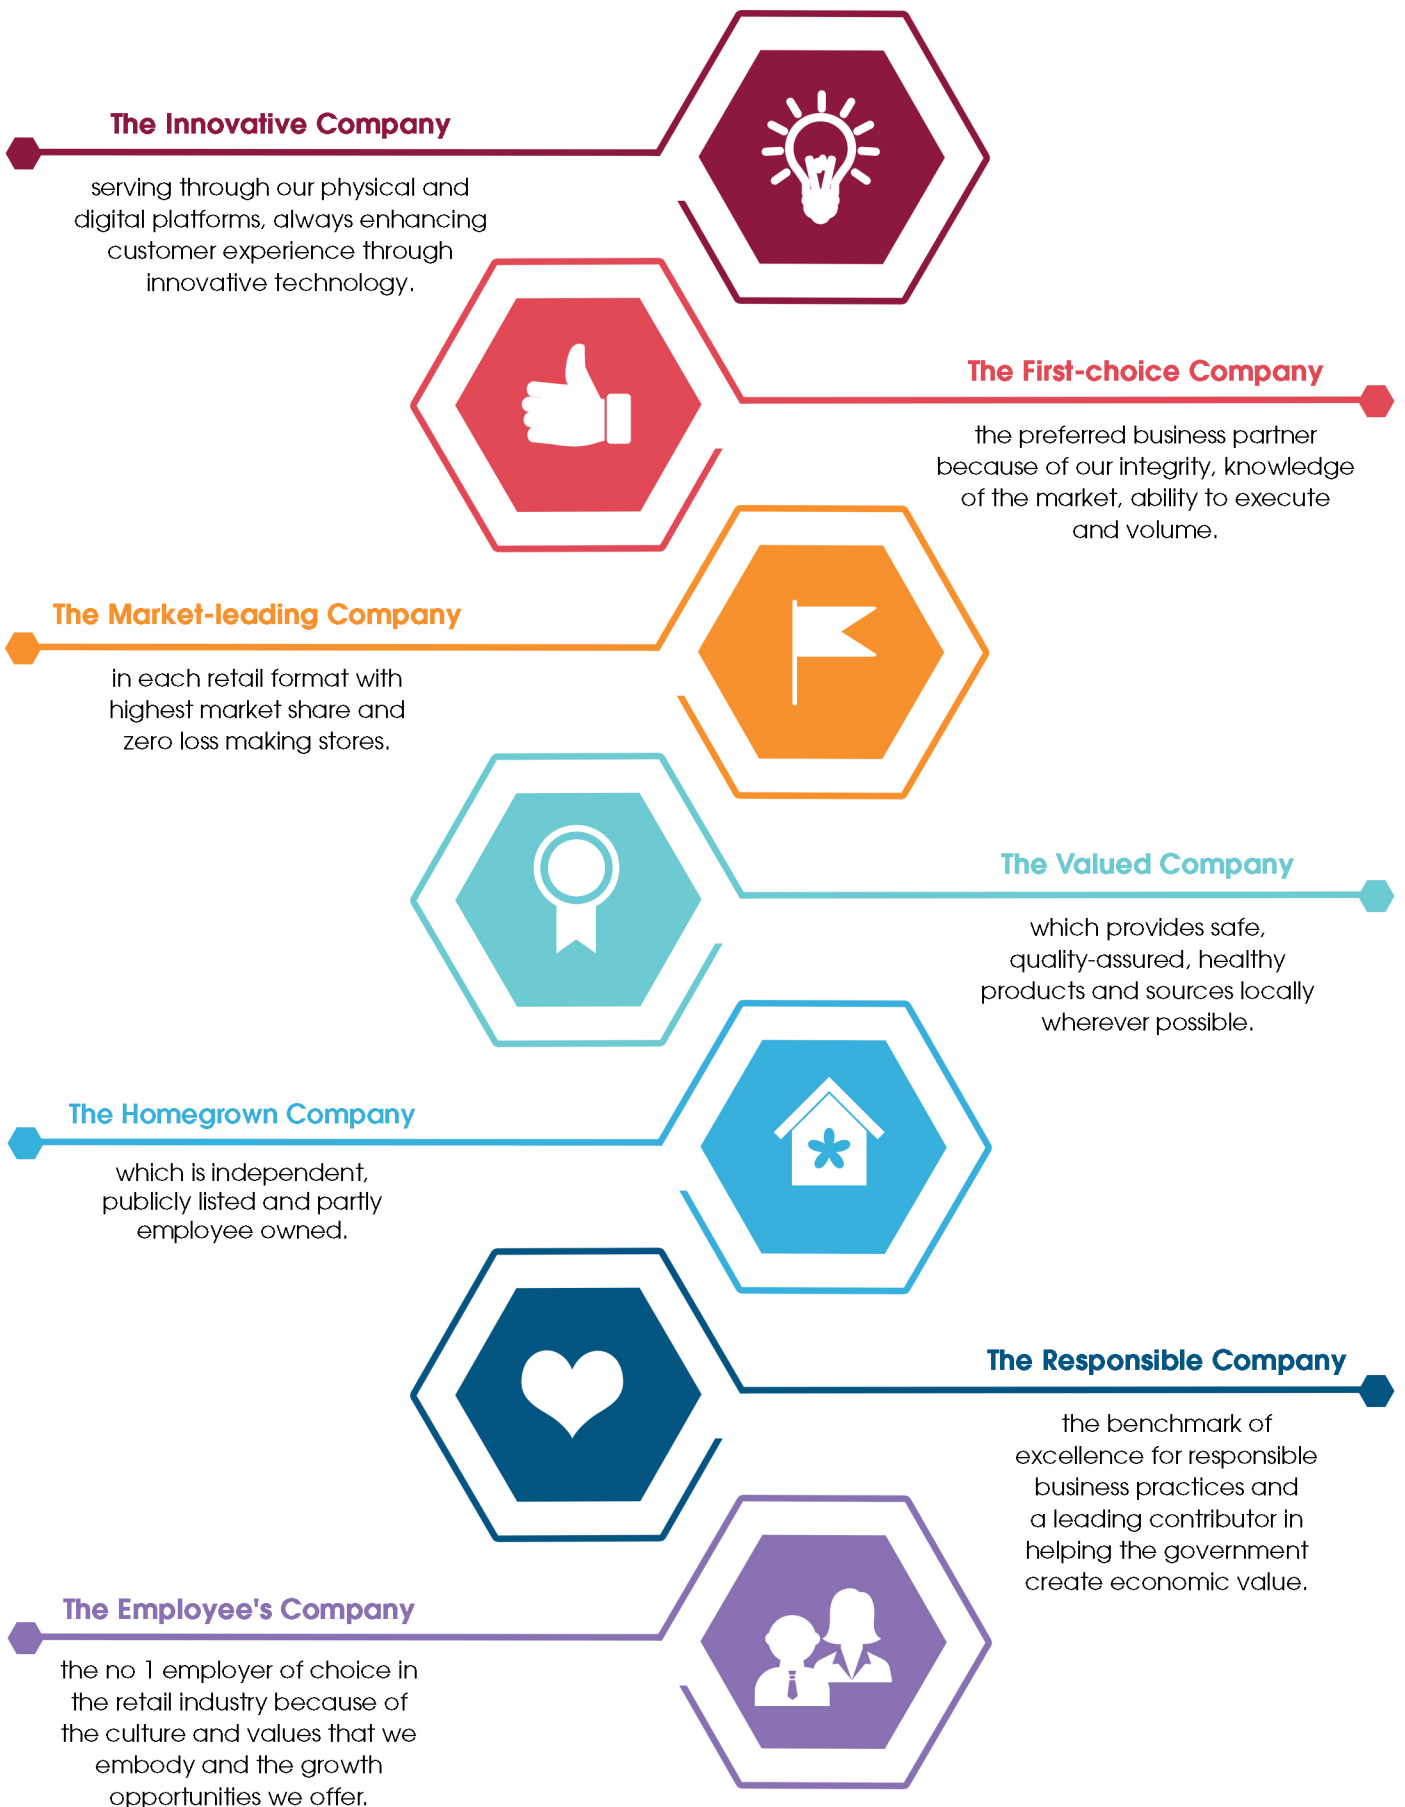 The Innovative Company
serving through our physical and
digital platforms, always enhancing
customer experience through
innovative technology.
The First-choice Company
the preferred business partner
because of our integrity, knowledge
of the market, ability to execute
and volume.
The Market-leading Company
in each retail format with
highest market share and
zero loss making stores.
The Valued Company
which provides safe,
quality-assured, healthy
products and sources locally
wherever possible.
The Homegrown Company
which is independent,
publicly listed and partly
employee owned.
The Responsible Company
the benchmark of
excellence for responsible
business practices and
a leading contributor in
helping the government
create economic value.
The Employee's Company
the no 1 employer of choice in
the retail industry because of
the culture and values that we
embody and the growth
opportunities we offer.